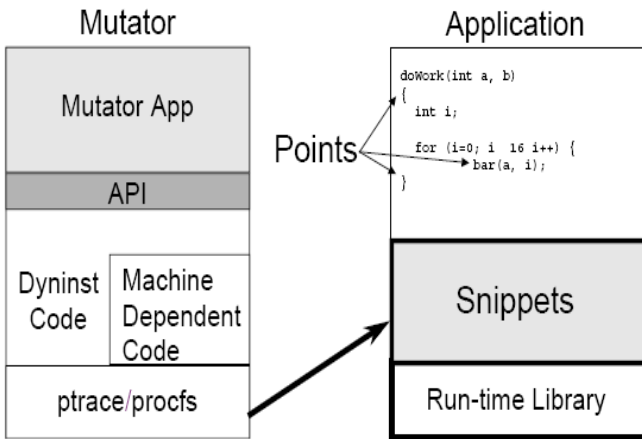 Mutator
Mutator App
API
Dyninst
Code
Machine
Dependent
Code
ptrace/procfs
Points
Application
doWork(int a, b)
{
int i;
for (i=0; i 16 i++) {
bar(a, i);
}
Snippets
Run-time Library